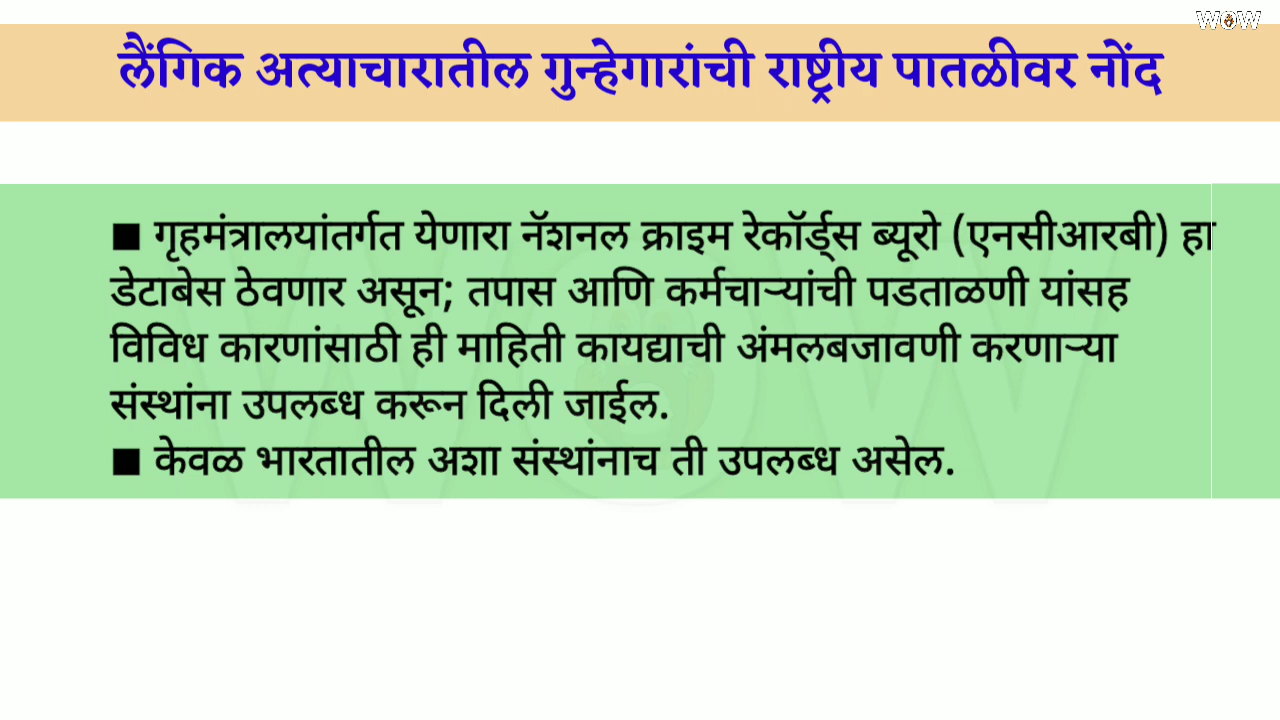 WOW
लैंगिक अत्याचारातील गुन्हेगारांची राष्ट्रीय पातळीवर नोंद
■ गृहमंत्रालयांतर्गत येणारा नॅशनल क्राइम रेकॉर्ड्स ब्यूरो (एनसीआरबी) हा
डेटाबेस ठेवणार असून; तपास आणि कर्मचाऱ्यांची पडताळणी यांसह
विविध कारणांसाठी ही माहिती कायद्याची अंमलबजावणी करणाऱ्या
संस्थांना उपलब्ध करून दिली जाईल.
■ केवळ भारतातील अशा संस्थांनाच ती उपलब्ध असेल.